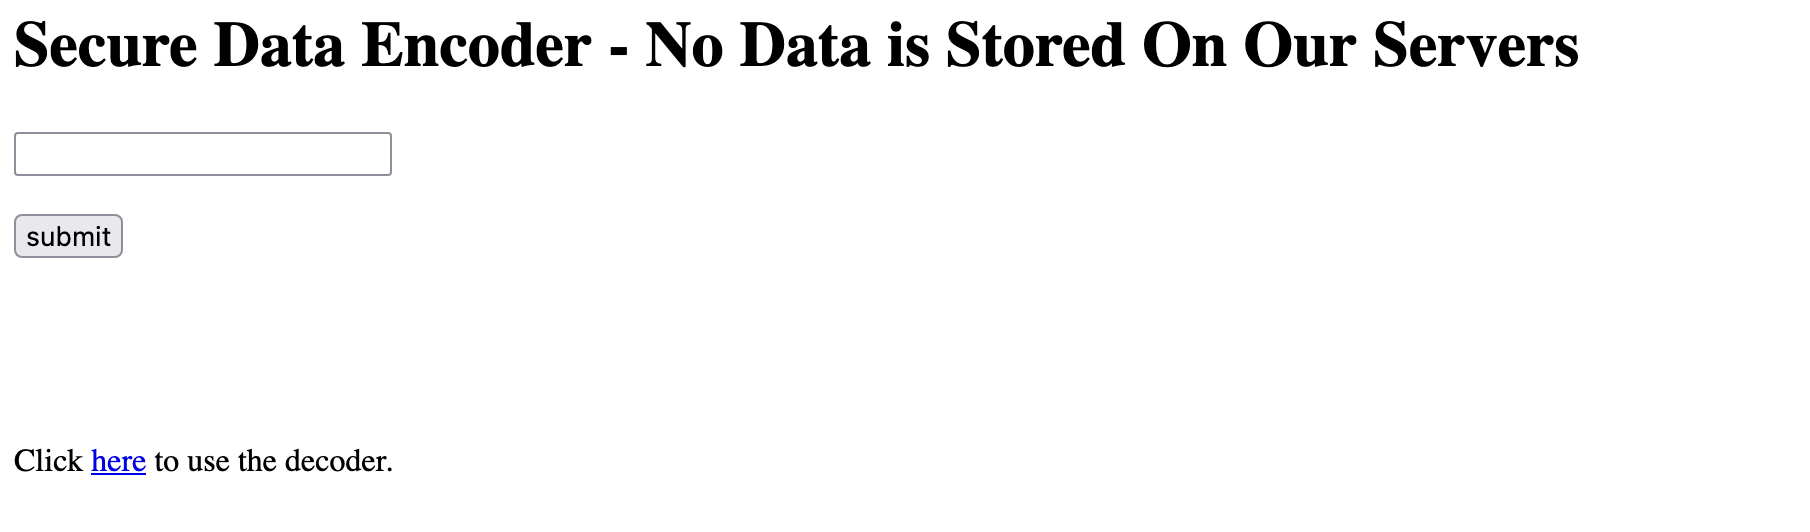 Secure Data Encoder - No Data is Stored On Our Servers
submit
Click here to use the decoder.